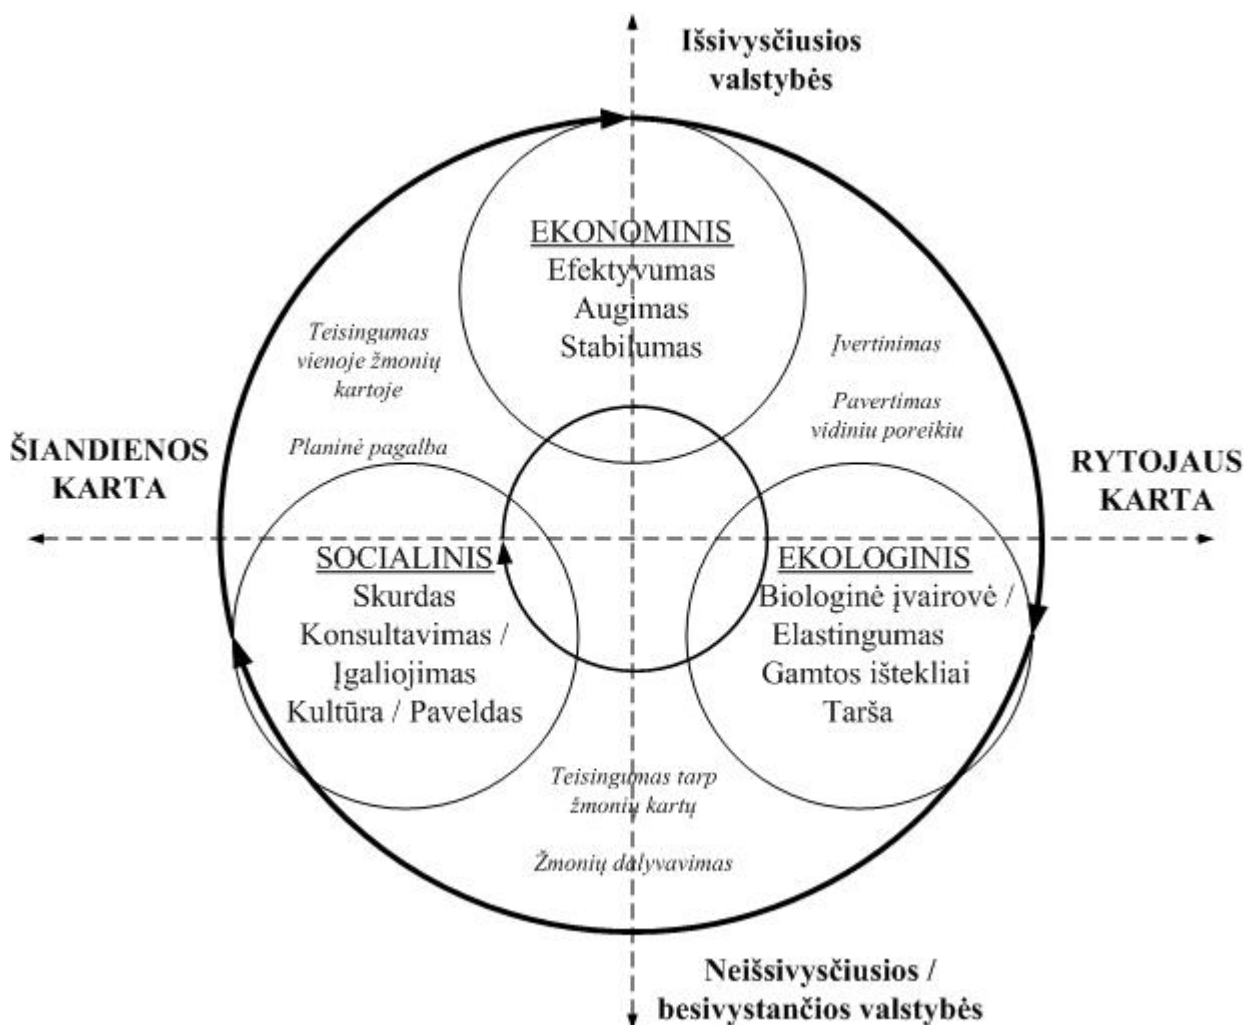 Išsivysčiusios
valstybės
EKONOMINIS
Efektyvumas
Augimas
Stabilumas
Teisingumas
vienoje žmonių
kartoje
Planinė pagalba
Įvertinimas
Pavertimas
vidiniu poreikiu
ŠIANDIENOS
KARTA
RYTOJAUS
KARTA
SOCIALINIS
Skurdas
Konsultavimas /
Įgaliojimas
Kultūra / Paveldas
EKOLOGINIS
Biologinė įvairovė /
Elastingumas
Gamtos ištekliai
Tarša
Teisingumas tarp
žmonių kartų
Žmonių dalyvavimas
Neišsivysčiusios /
besivystančios valstybės